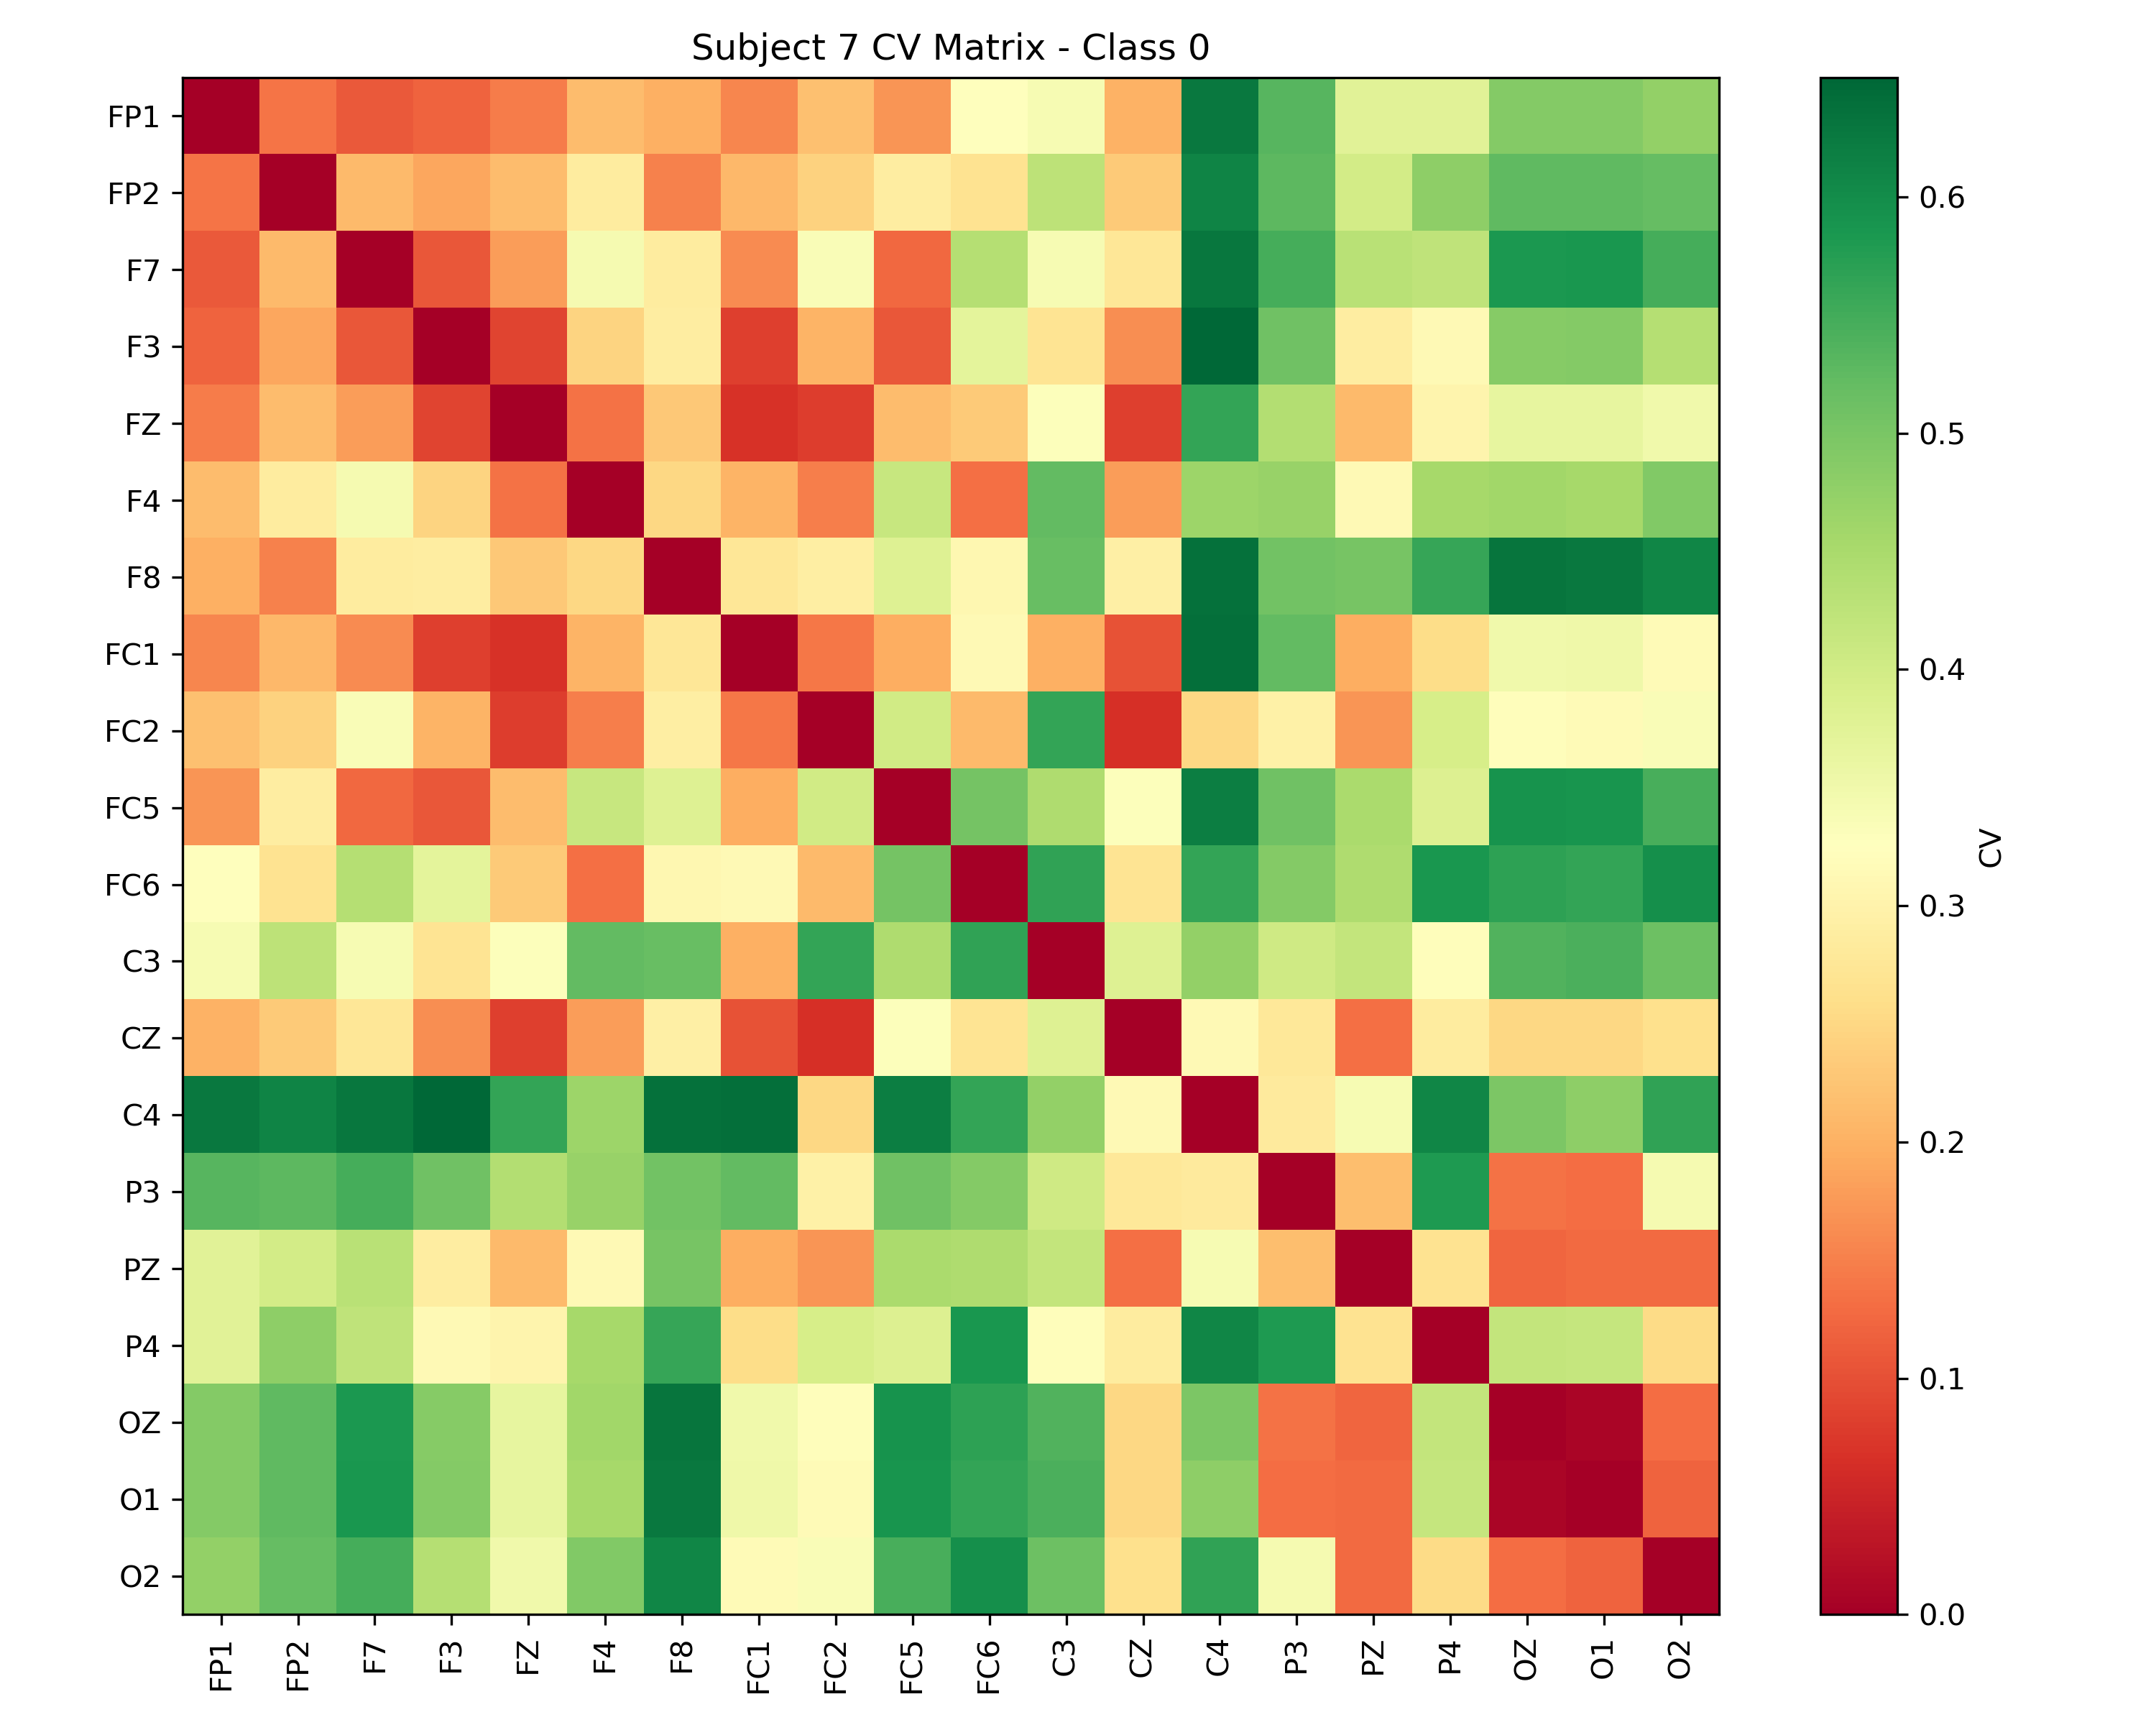 Subject 7 CV Matrix - Class 0
FP1
FP2
F7
F3
FZ
F4
F8
FC1
FC2
FC5
FC6
C3
CZ
C4
P3
PZ
P4
OZ
O1
O2
FP1
FP2
F7
F3
FZ
F4
F8
FC1
FC2
FC5
FC6
C3
CZ
C4
P3
PZ
P4
OZ
O1
O2
0.6
0.5
0.4
0.3
0.2
0.1
0.0
CV